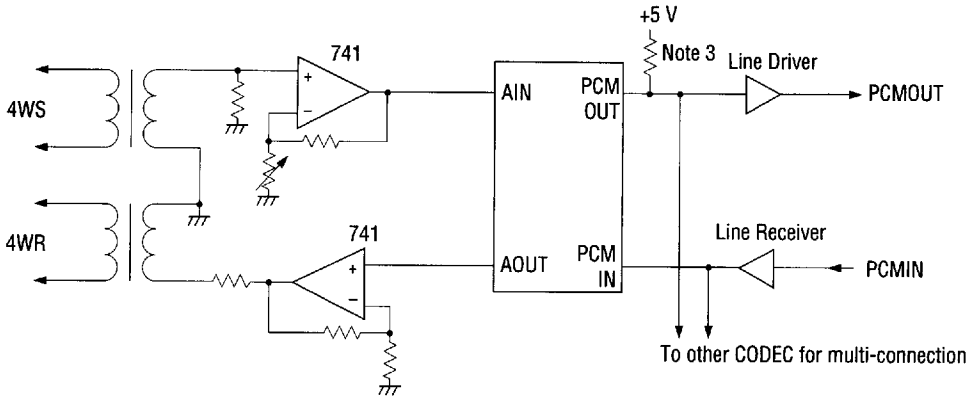 +5 V
741
Note 3
Line Driver
4WS
+
−
AIN
PCM
OUT
PCMOUT
4WR
741
+
−
AOUT
PCM
IN
Line Receiver
PCMIN
To other CODEC for multi-connection